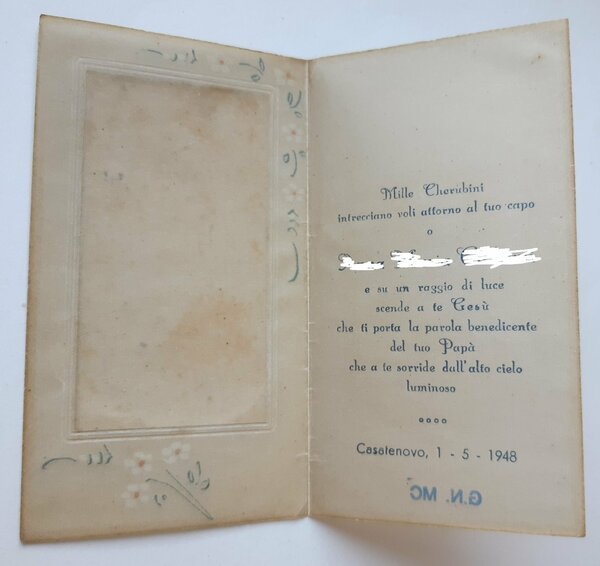 Mille Cherubini
intrecciano voli attorno al tuo capo
o
e su un raggio di luce
scende a te Gesù
che ti porta la parola benedicente
del tuo Papà
che a te sorride dall'alto cielo
luminoso
Casatenovo, 1 - 5 - 1948
G.N. MC